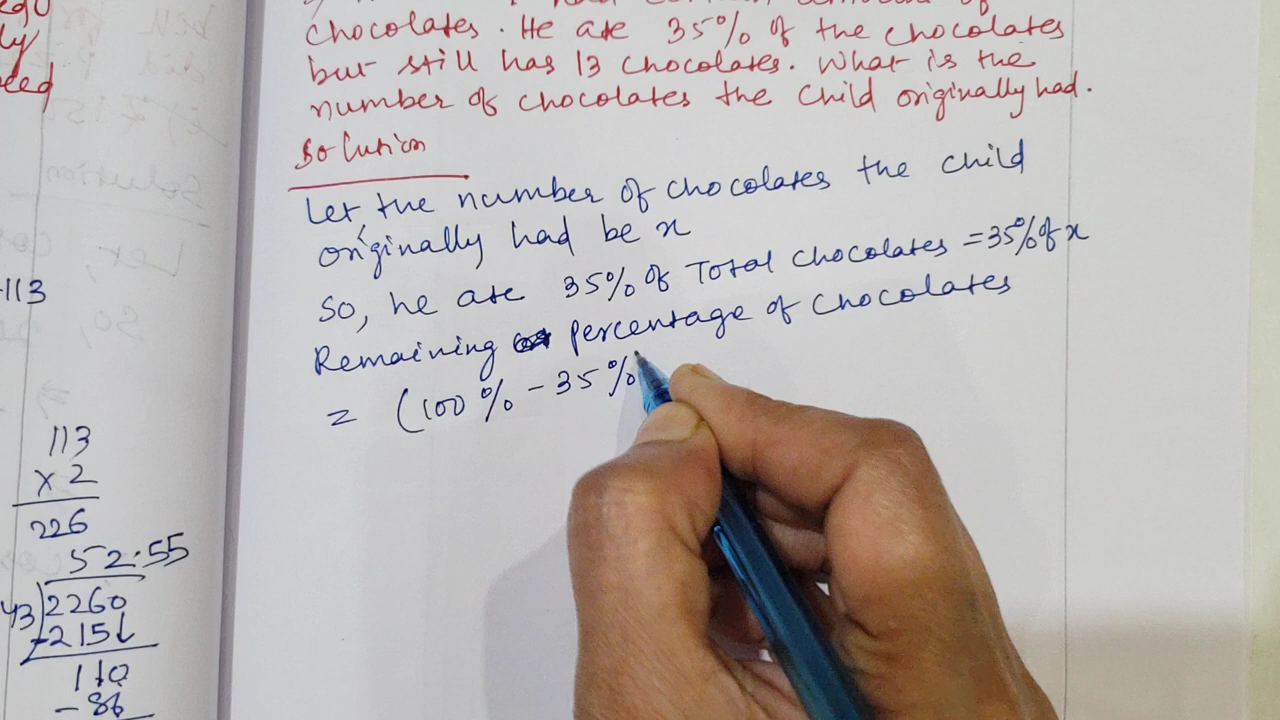 chocolates. He ate 35% of the chocolates
but still has 13 chocolates. What is the
number of chocolates the child originally had.
Solution
Let the number of chocolates the child
originally had be x
So, he ate 35% of Total chocolates = 35% of x
Remaining percentage of chocolates
= (100% - 35%
113
113
x 2
226
52.55
43)2260
-215↓
110
- 86